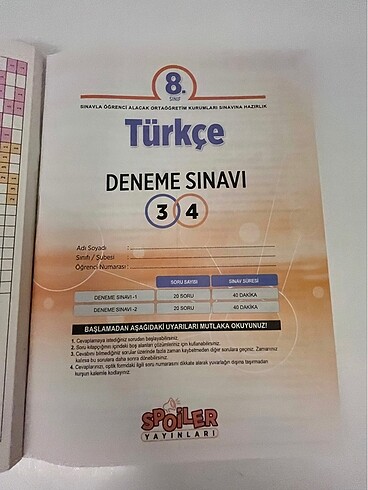 8.
SINIF
SINAVLA ÖĞRENCİ ALACAK ORTAÖĞRETİM KURUMLARI SINAVINA HAZIRLIK
Türkçe
DENEME SINAVI
3 4
Adı Soyadı :
Sınıfı / Şubesi :
Öğrenci Numarası :
SORU SAYISI SINAV SÜRESİ
DENEME SINAVI -1 20 SORU 40 DAKİKA
DENEME SINAVI -2 20 SORU 40 DAKİKA
BAŞLAMADAN AŞAĞIDAKİ UYARILARI MUTLAKA OKUYUNUZ!
1. Cevaplamaya istediğiniz sorudan başlayabilirsiniz.
2. Soru kitapçığının içindeki boş alanları çözümleriniz için kullanabilirsiniz.
3. Cevabını bilmediğiniz sorular üzerinde fazla zaman kaybetmeden diğer sorulara geçiniz. Zamanınız
kalırsa bu sorulara daha sonra dönebilirsiniz.
4. Cevaplarınızı, optik formdaki ilgili soru numarasını dikkate alarak yuvarlağın dışına taşırmadan
kurşun kalemle kodlayınız.
SPOiLER
YAYINLARI